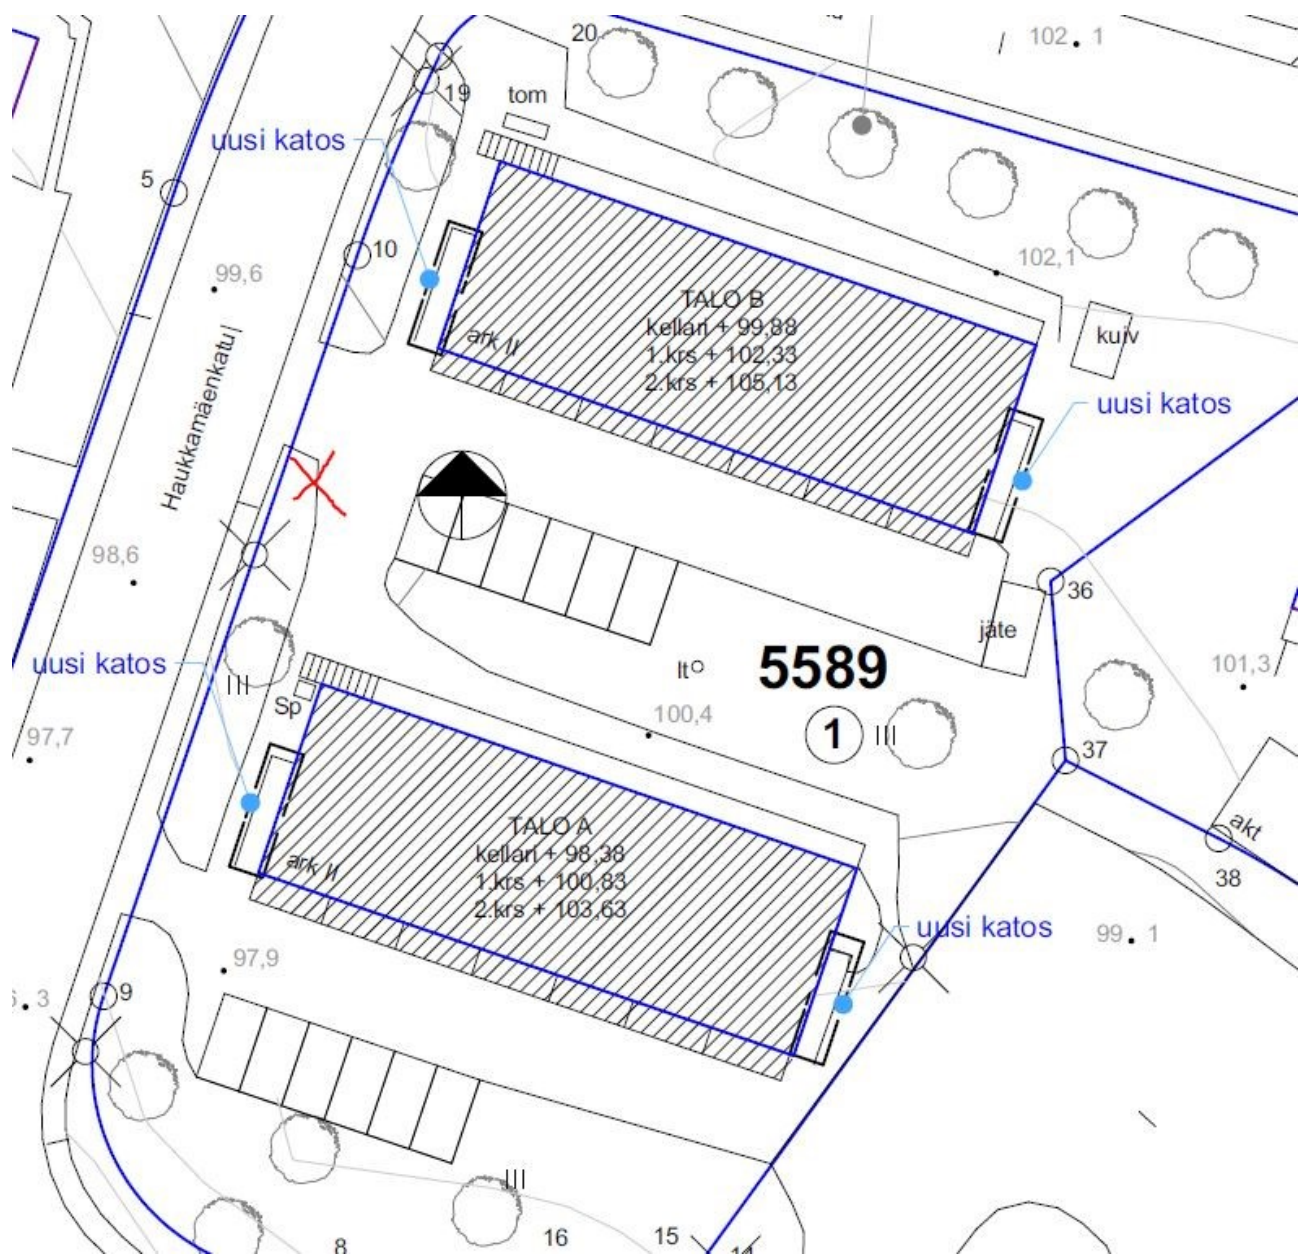 20
102 . 1
19
tom
uusi katos
5
10
99,6
102,1
TALO B
kellari + 99,88
1.krs + 102,33
2.krs + 105,13
ark II
kuiv
uusi katos
Haukkamäenkatu
98,6
36
jäte
lt
5589
1
III
100,4
101,3
uusi katos
III
Sp
97,7
37
TALO A
kellari + 98,38
1.krs + 100,83
2.krs + 103,63
ark II
akt
38
uusi katos
99 . 1
97,9
9
. 3
III
8
16
15